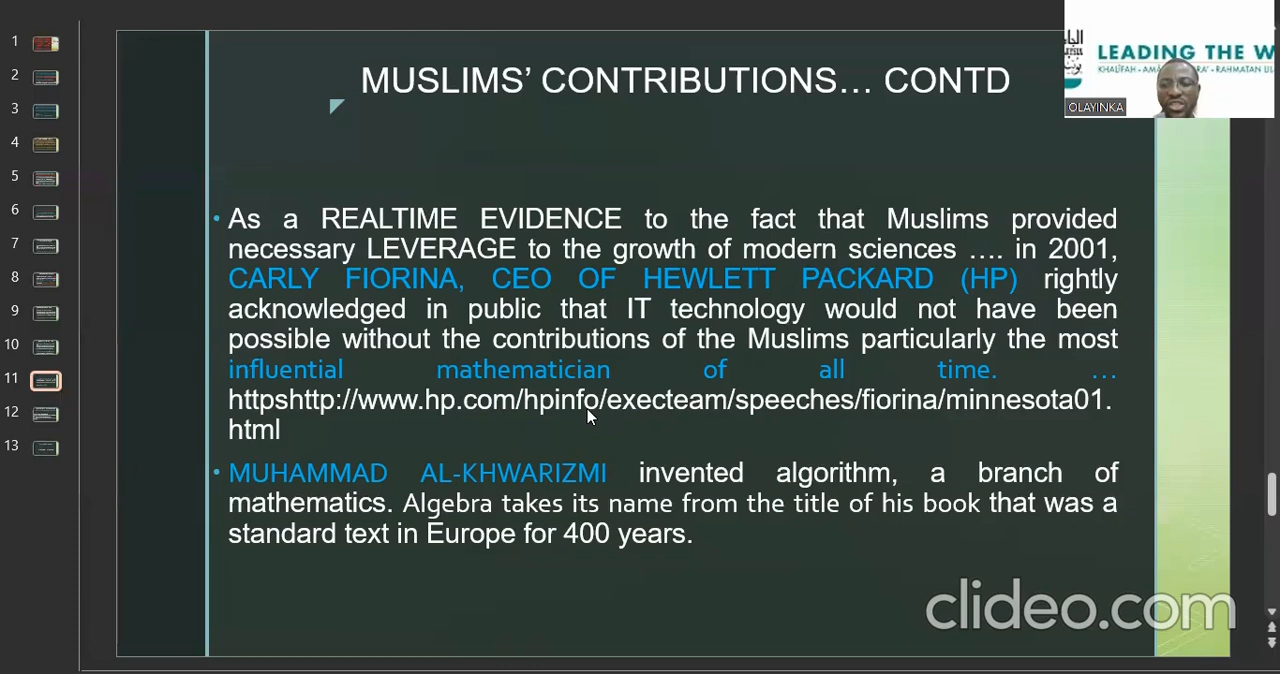 MUSLIMS' CONTRIBUTIONS… CONTD
LEADING THE W
OLAYINKA
1
2
3
4
5
6
7
8
9
10
11
12
13
• As a REALTIME EVIDENCE to the fact that Muslims provided
necessary LEVERAGE to the growth of modern sciences …. in 2001,
CARLY FIORINA, CEO OF HEWLETT PACKARD (HP) rightly
acknowledged in public that IT technology would not have been
possible without the contributions of the Muslims particularly the most
influential mathematician of all time. …
httpshttp://www.hp.com/hpinfo/execteam/speeches/fiorina/minnesota01.
html
• MUHAMMAD AL-KHWARIZMI invented algorithm, a branch of
mathematics. Algebra takes its name from the title of his book that was a
standard text in Europe for 400 years.
clideo.com